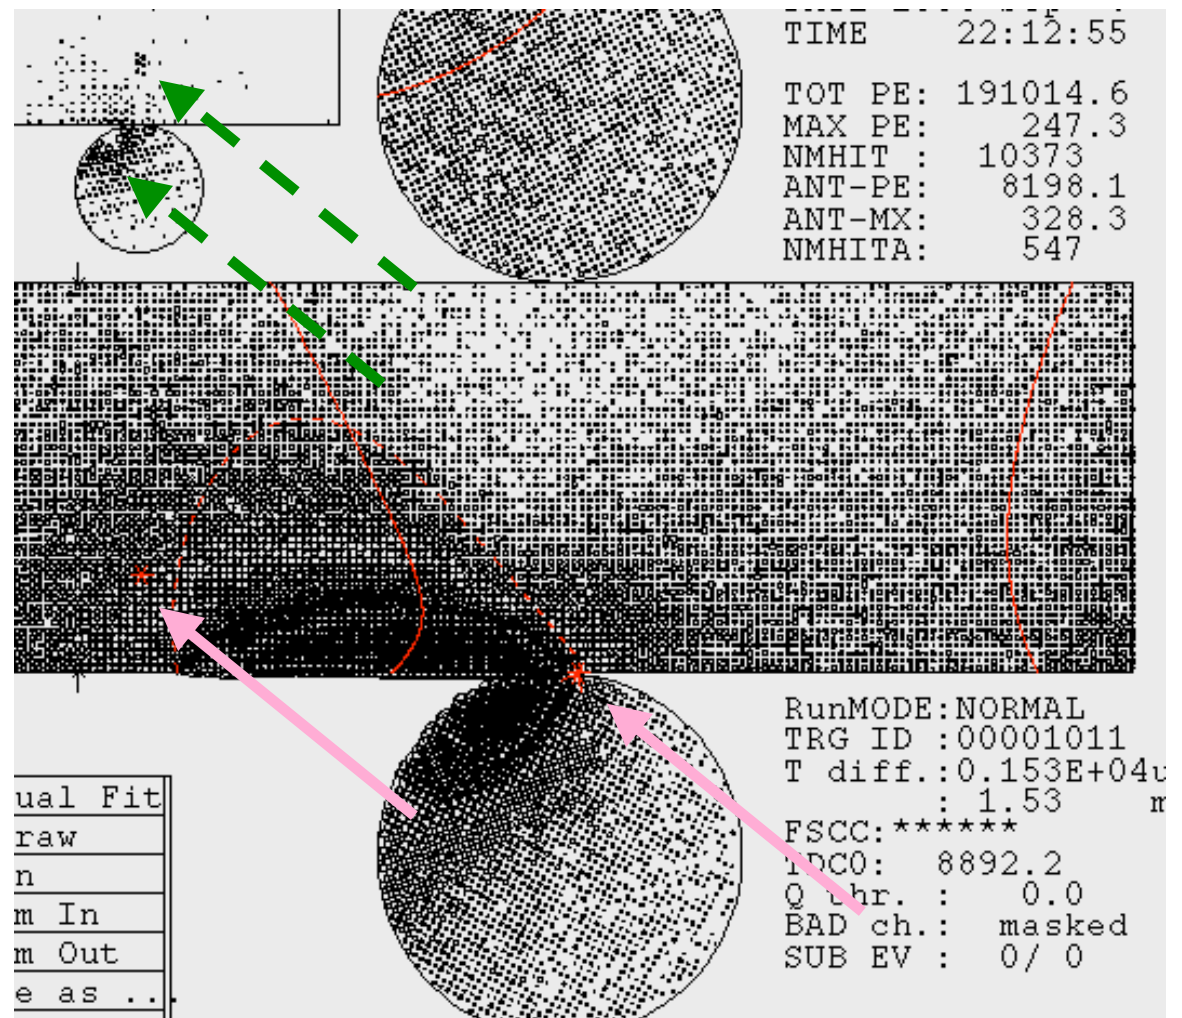 TIME 22:12:55
TOT PE: 191014.6
MAX PE: 247.3
NMHIT : 10373
ANT-PE: 8198.1
ANT-MX: 328.3
NMHITA: 547
RunMODE:NORMAL
TRG ID :00001011
T diff.:0.153E+04u
: 1.53 m
FSCC:******
TDC0: 8892.2
Q thr. : 0.0
BAD ch.: masked
SUB EV : 0/ 0
ual Fit
raw
n
m In
m Out
e as ...